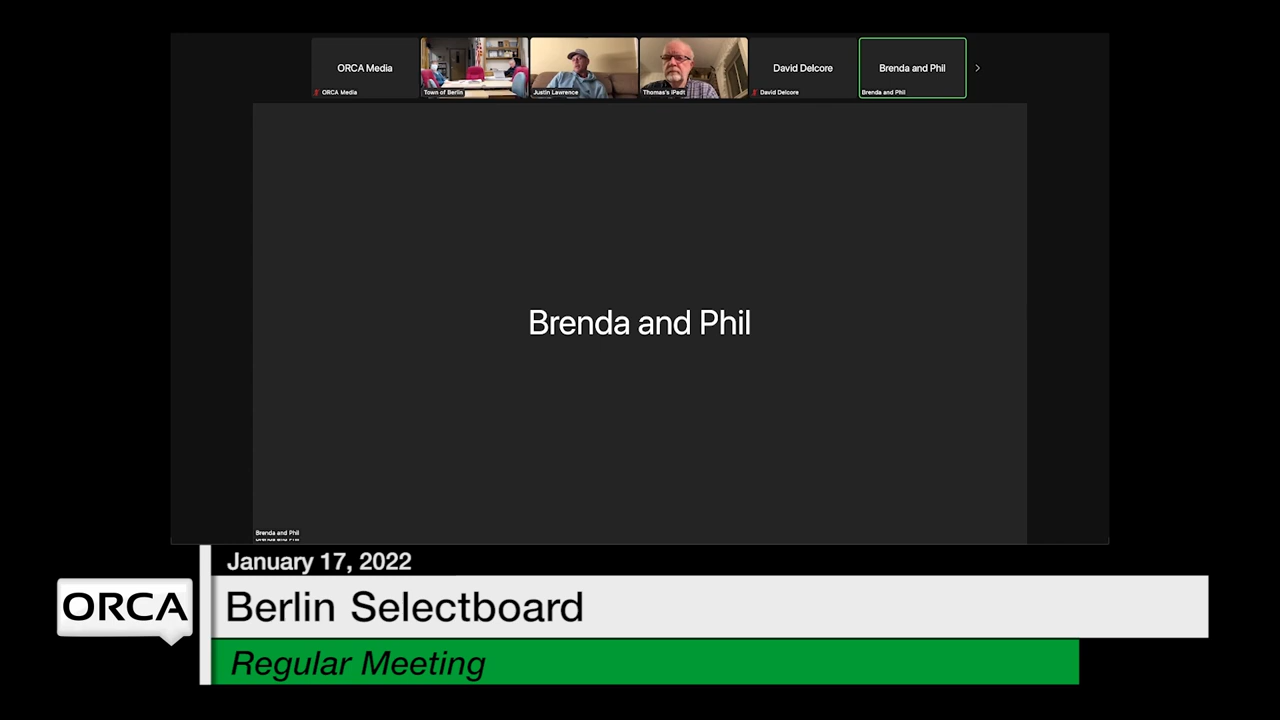 ORCA Media
David Delcore
Brenda and Phil
ORCA Media
Town of Berlin
Justin Lawrence
Thomas's iPad1
David Delcore
Brenda and Phil
Brenda and Phil
Brenda and Phil
January 17, 2022
ORCA
Berlin Selectboard
Regular Meeting